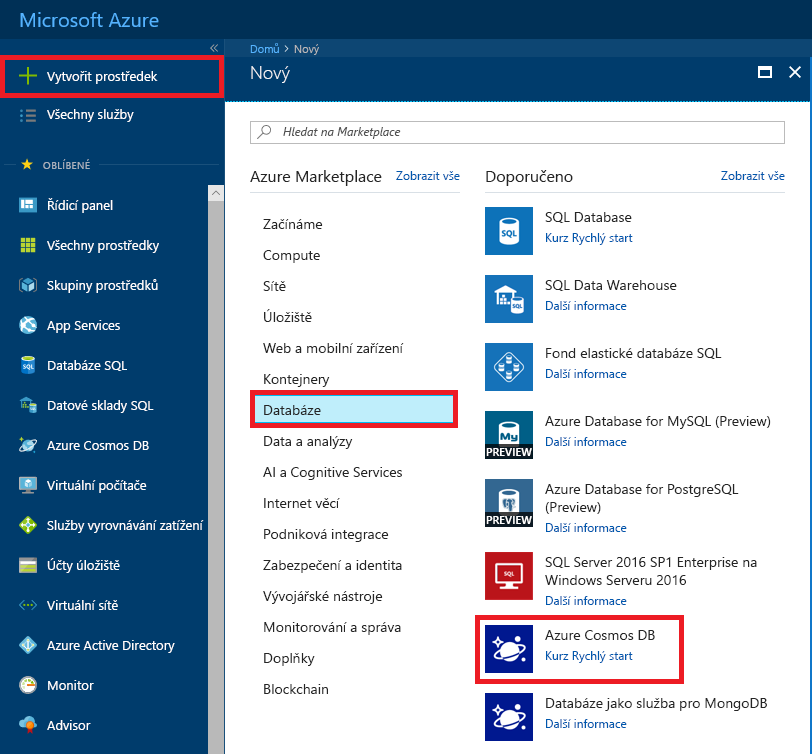 Microsoft Azure
«
Vytvořit prostředek
Všechny služby
OBLÍBENÉ
Řídicí panel
Všechny prostředky
Skupiny prostředků
App Services
Databáze SQL
Datové sklady SQL
Azure Cosmos DB
Virtuální počítače
Služby vyrovnávání zatížení
Účty úložiště
Virtuální sítě
Azure Active Directory
Monitor
Advisor
Domů > Nový
Nový
Hledat na Marketplace
Azure Marketplace Zobrazit vše
Začínáme
Compute
Sítě
Úložiště
Web a mobilní zařízení
Kontejnery
Databáze
Data a analýzy
AI a Cognitive Services
Internet věcí
Podniková integrace
Zabezpečení a identita
Vývojářské nástroje
Monitorování a správa
Doplňky
Blockchain
Doporučeno Zobrazit vše
SQL
SQL Database
Kurz Rychlý start
SQL Data Warehouse
Další informace
Fond elastické databáze SQL
Další informace
My
PREVIEW
Azure Database for MySQL (Preview)
Další informace
PREVIEW
Azure Database for PostgreSQL
(Preview)
Další informace
SQL
SQL Server 2016 SP1 Enterprise na
Windows Serveru 2016
Další informace
Azure Cosmos DB
Kurz Rychlý start
Databáze jako služba pro MongoDB
Další informace